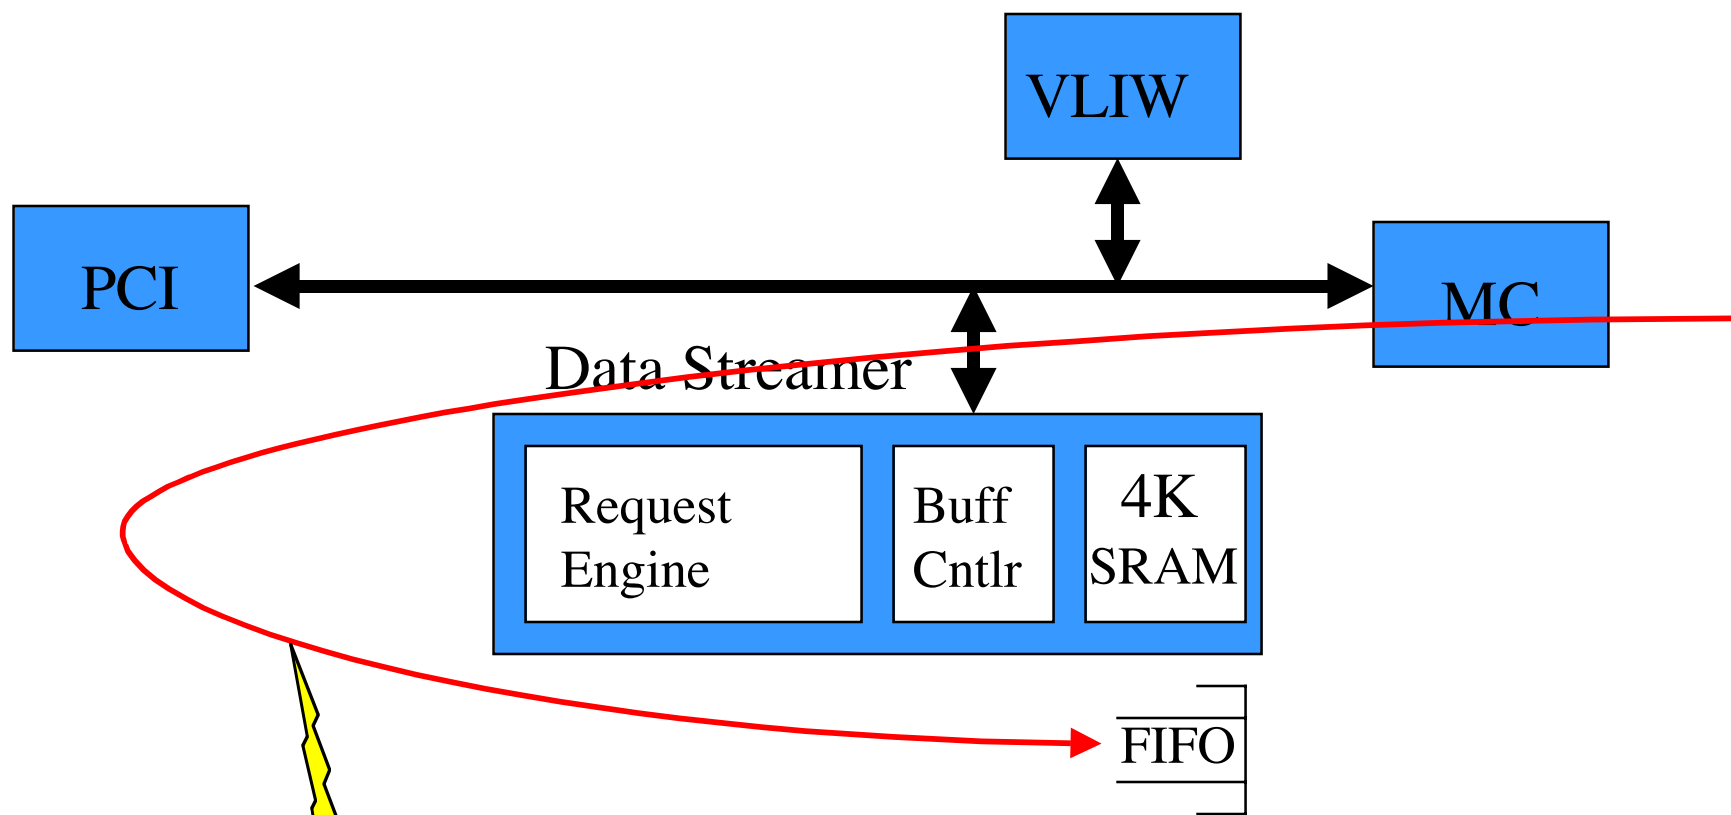 VLIW
PCI
MC
Data Streamer
Request
Engine
Buff
Cntlr
4K
SRAM
FIFO